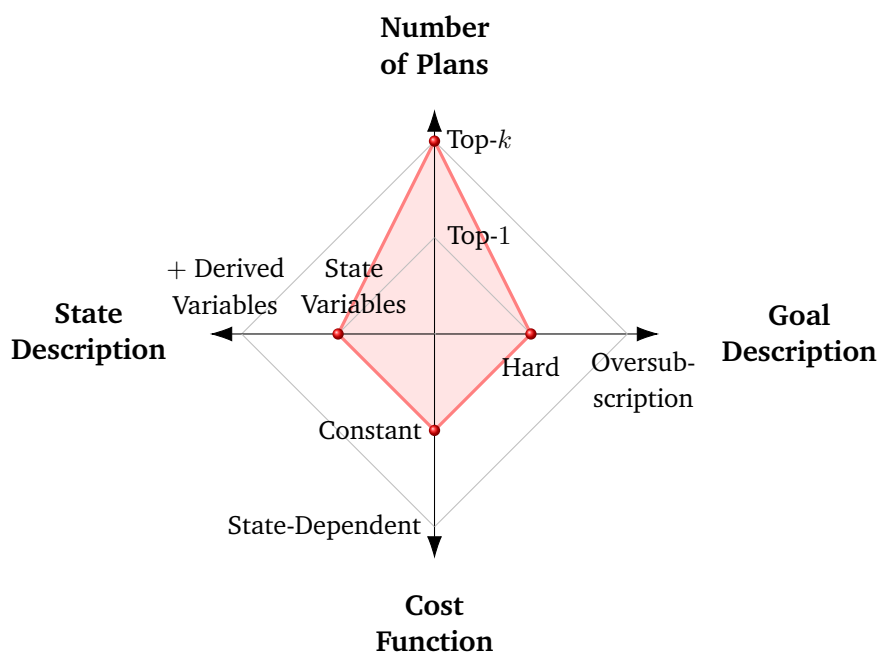 Number
of Plans
Top-k
Top-1
+ Derived
Variables
State
Variables
State
Description
Goal
Description
Hard
Oversub-
scription
Constant
State-Dependent
Cost
Function